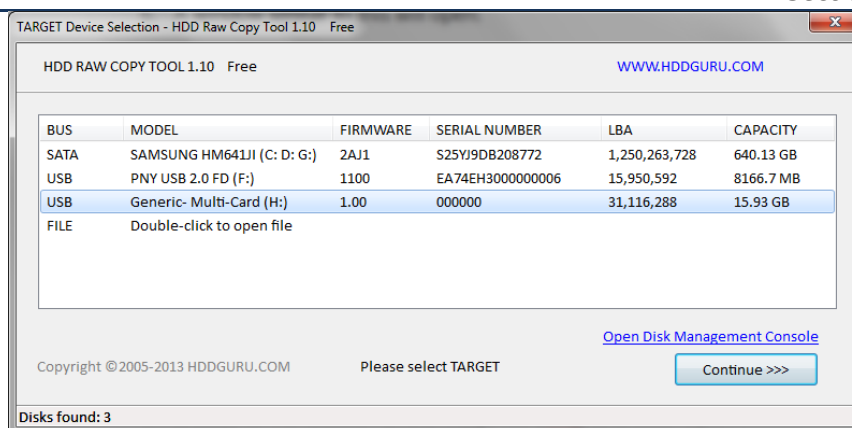 TARGET Device Selection - HDD Raw Copy Tool 1.10 Free
HDD RAW COPY TOOL 1.10 Free WWW.HDDGURU.COM
BUS MODEL FIRMWARE SERIAL NUMBER LBA CAPACITY
SATA SAMSUNG HM641JI (C: D: G:) 2AJ1 S25YJ9DB208772 1,250,263,728 640.13 GB
USB PNY USB 2.0 FD (F:) 1100 EA74EH3000000006 15,950,592 8166.7 MB
USB Generic- Multi-Card (H:) 1.00 000000 31,116,288 15.93 GB
FILE Double-click to open file
Open Disk Management Console
Copyright ©2005-2013 HDDGURU.COM Please select TARGET Continue >>>
Disks found: 3